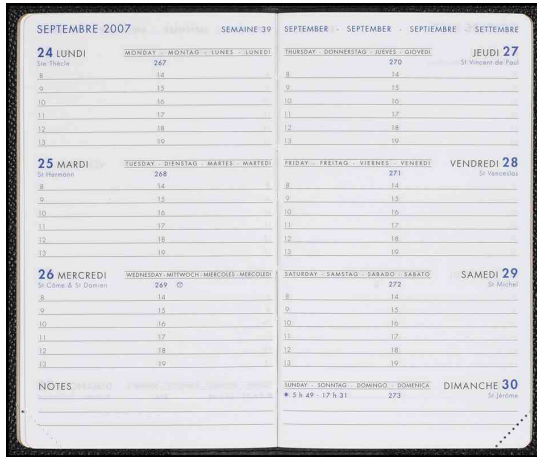 SEPTEMBRE 2007 SEMAINE 39
24 LUNDI MONDAY - MONTAG - LUNES - LUNEDI
Ste Thècle 267
8 14
9 15
10 16
11 17
12 18
13 19
25 MARDI TUESDAY - DIENSTAG - MARTES - MARTEDI
St Hermann 268
8 14
9 15
10 16
11 17
12 18
13 19
26 MERCREDI WEDNESDAY - MITTWOCH - MIERCOLES - MERCOLEDI
St Côme & St Damien 269
8 14
9 15
10 16
11 17
12 18
13 19
NOTES
SEPTEMBER - SEPTEMBER - SEPTIEMBRE - SETTEMBRE
THURSDAY - DONNERSTAG - JUEVES - GIOVEDI JEUDI 27
270 St Vincent de Paul
8 14
9 15
10 16
11 17
12 18
13 19
FRIDAY - FREITAG - VIERNES - VENERDI VENDREDI 28
271 St Venceslas
8 14
9 15
10 16
11 17
12 18
13 19
SATURDAY - SAMSTAG - SABADO - SABATO SAMEDI 29
272 St Michel
8 14
9 15
10 16
11 17
12 18
13 19
SUNDAY - SONNTAG - DOMINGO - DOMENICA DIMANCHE 30
5 h 49 - 17 h 31 273 St Jérôme